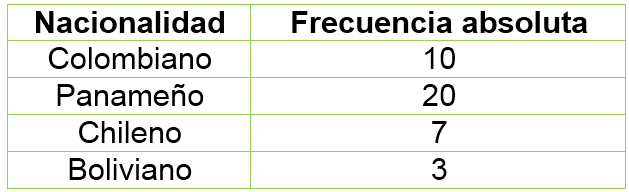 Nacionalidad Frecuencia absoluta
Colombiano 10
Panameño 20
Chileno 7
Boliviano 3